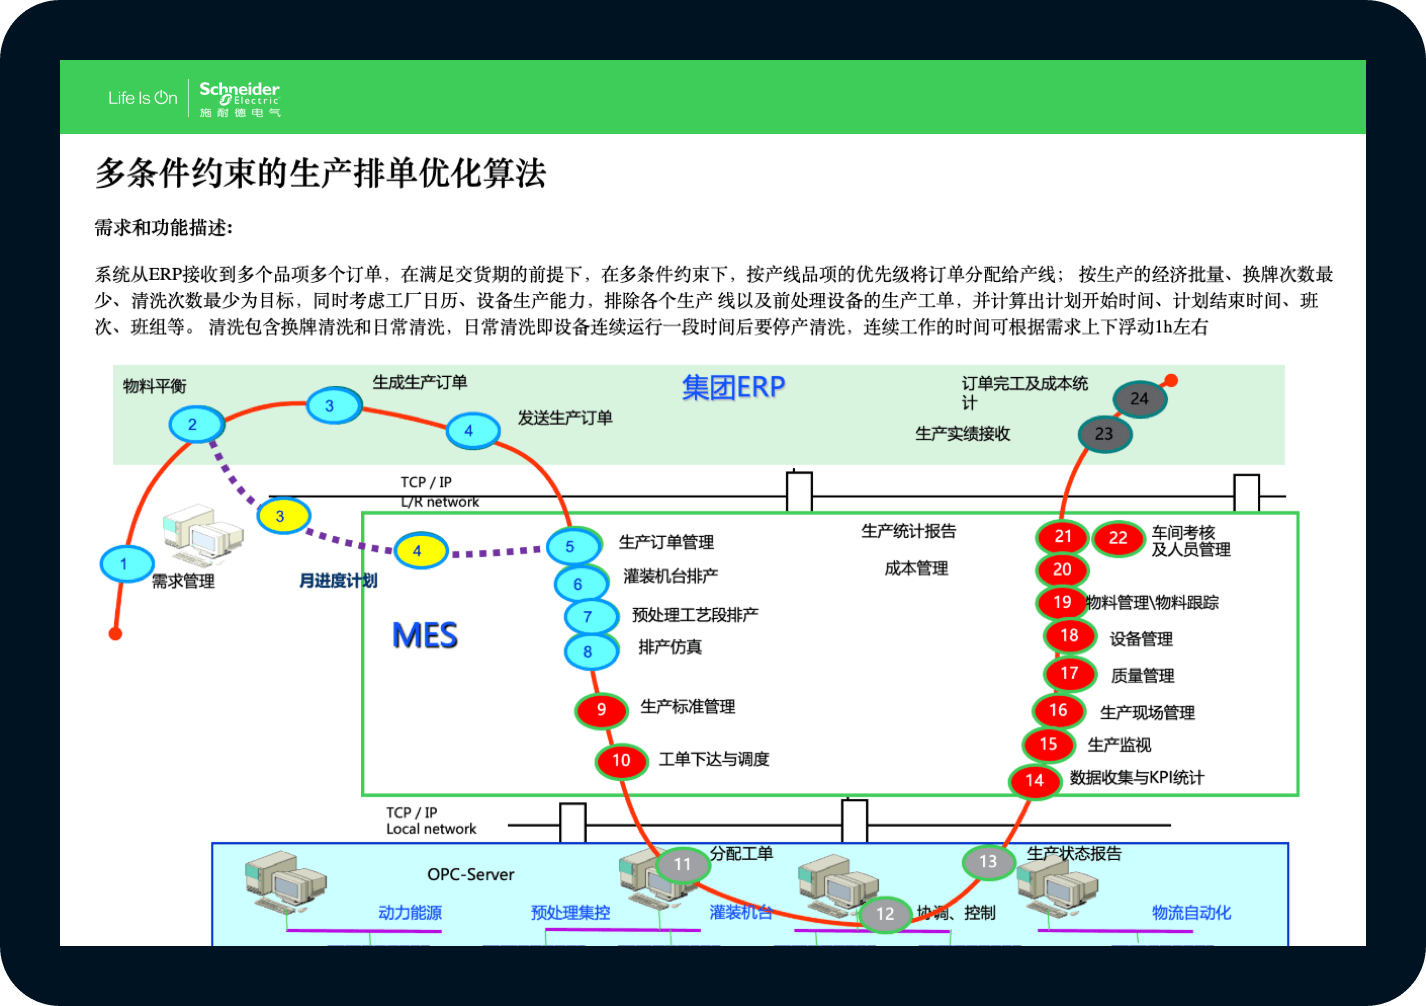 Life Is On
Schneider
Electric
施耐德电气
多条件约束的生产排单优化算法
需求和功能描述:
系统从ERP接收到多个品项多个订单，在满足交货期的前提下，在多条件约束下，按产线品项的优先级将订单分配给产线； 按生产的经济批量、换牌次数最
少、清洗次数最少为目标，同时考虑工厂日历、设备生产能力，排除各个生产 线以及前处理设备的生产工单，并计算出计划开始时间、计划结束时间、班
次、班组等。 清洗包含换牌清洗和日常清洗，日常清洗即设备连续运行一段时间后要停产清洗，连续工作的时间可根据需求上下浮动1h左右
物料平衡
2
3
生成生产订单
4
发送生产订单
集团ERP
订单完工及成本统
计
24
生产实绩接收
23
TCP / IP
L/R network
3
1
需求管理
4
月进度计划
MES
5
生产订单管理
6
灌装机台排产
7
预处理工艺段排产
8
排产仿真
9
生产标准管理
10
工单下达与调度
生产统计报告
21
22
车间考核
及人员管理
成本管理
20
19
物料管理\物料跟踪
18
设备管理
17
质量管理
16
生产现场管理
15
生产监视
14
数据收集与KPI统计
TCP / IP
Local network
OPC-Server
11
分配工单
13
生产状态报告
12
协调、控制
动力能源
预处理集控
灌装机台
物流自动化